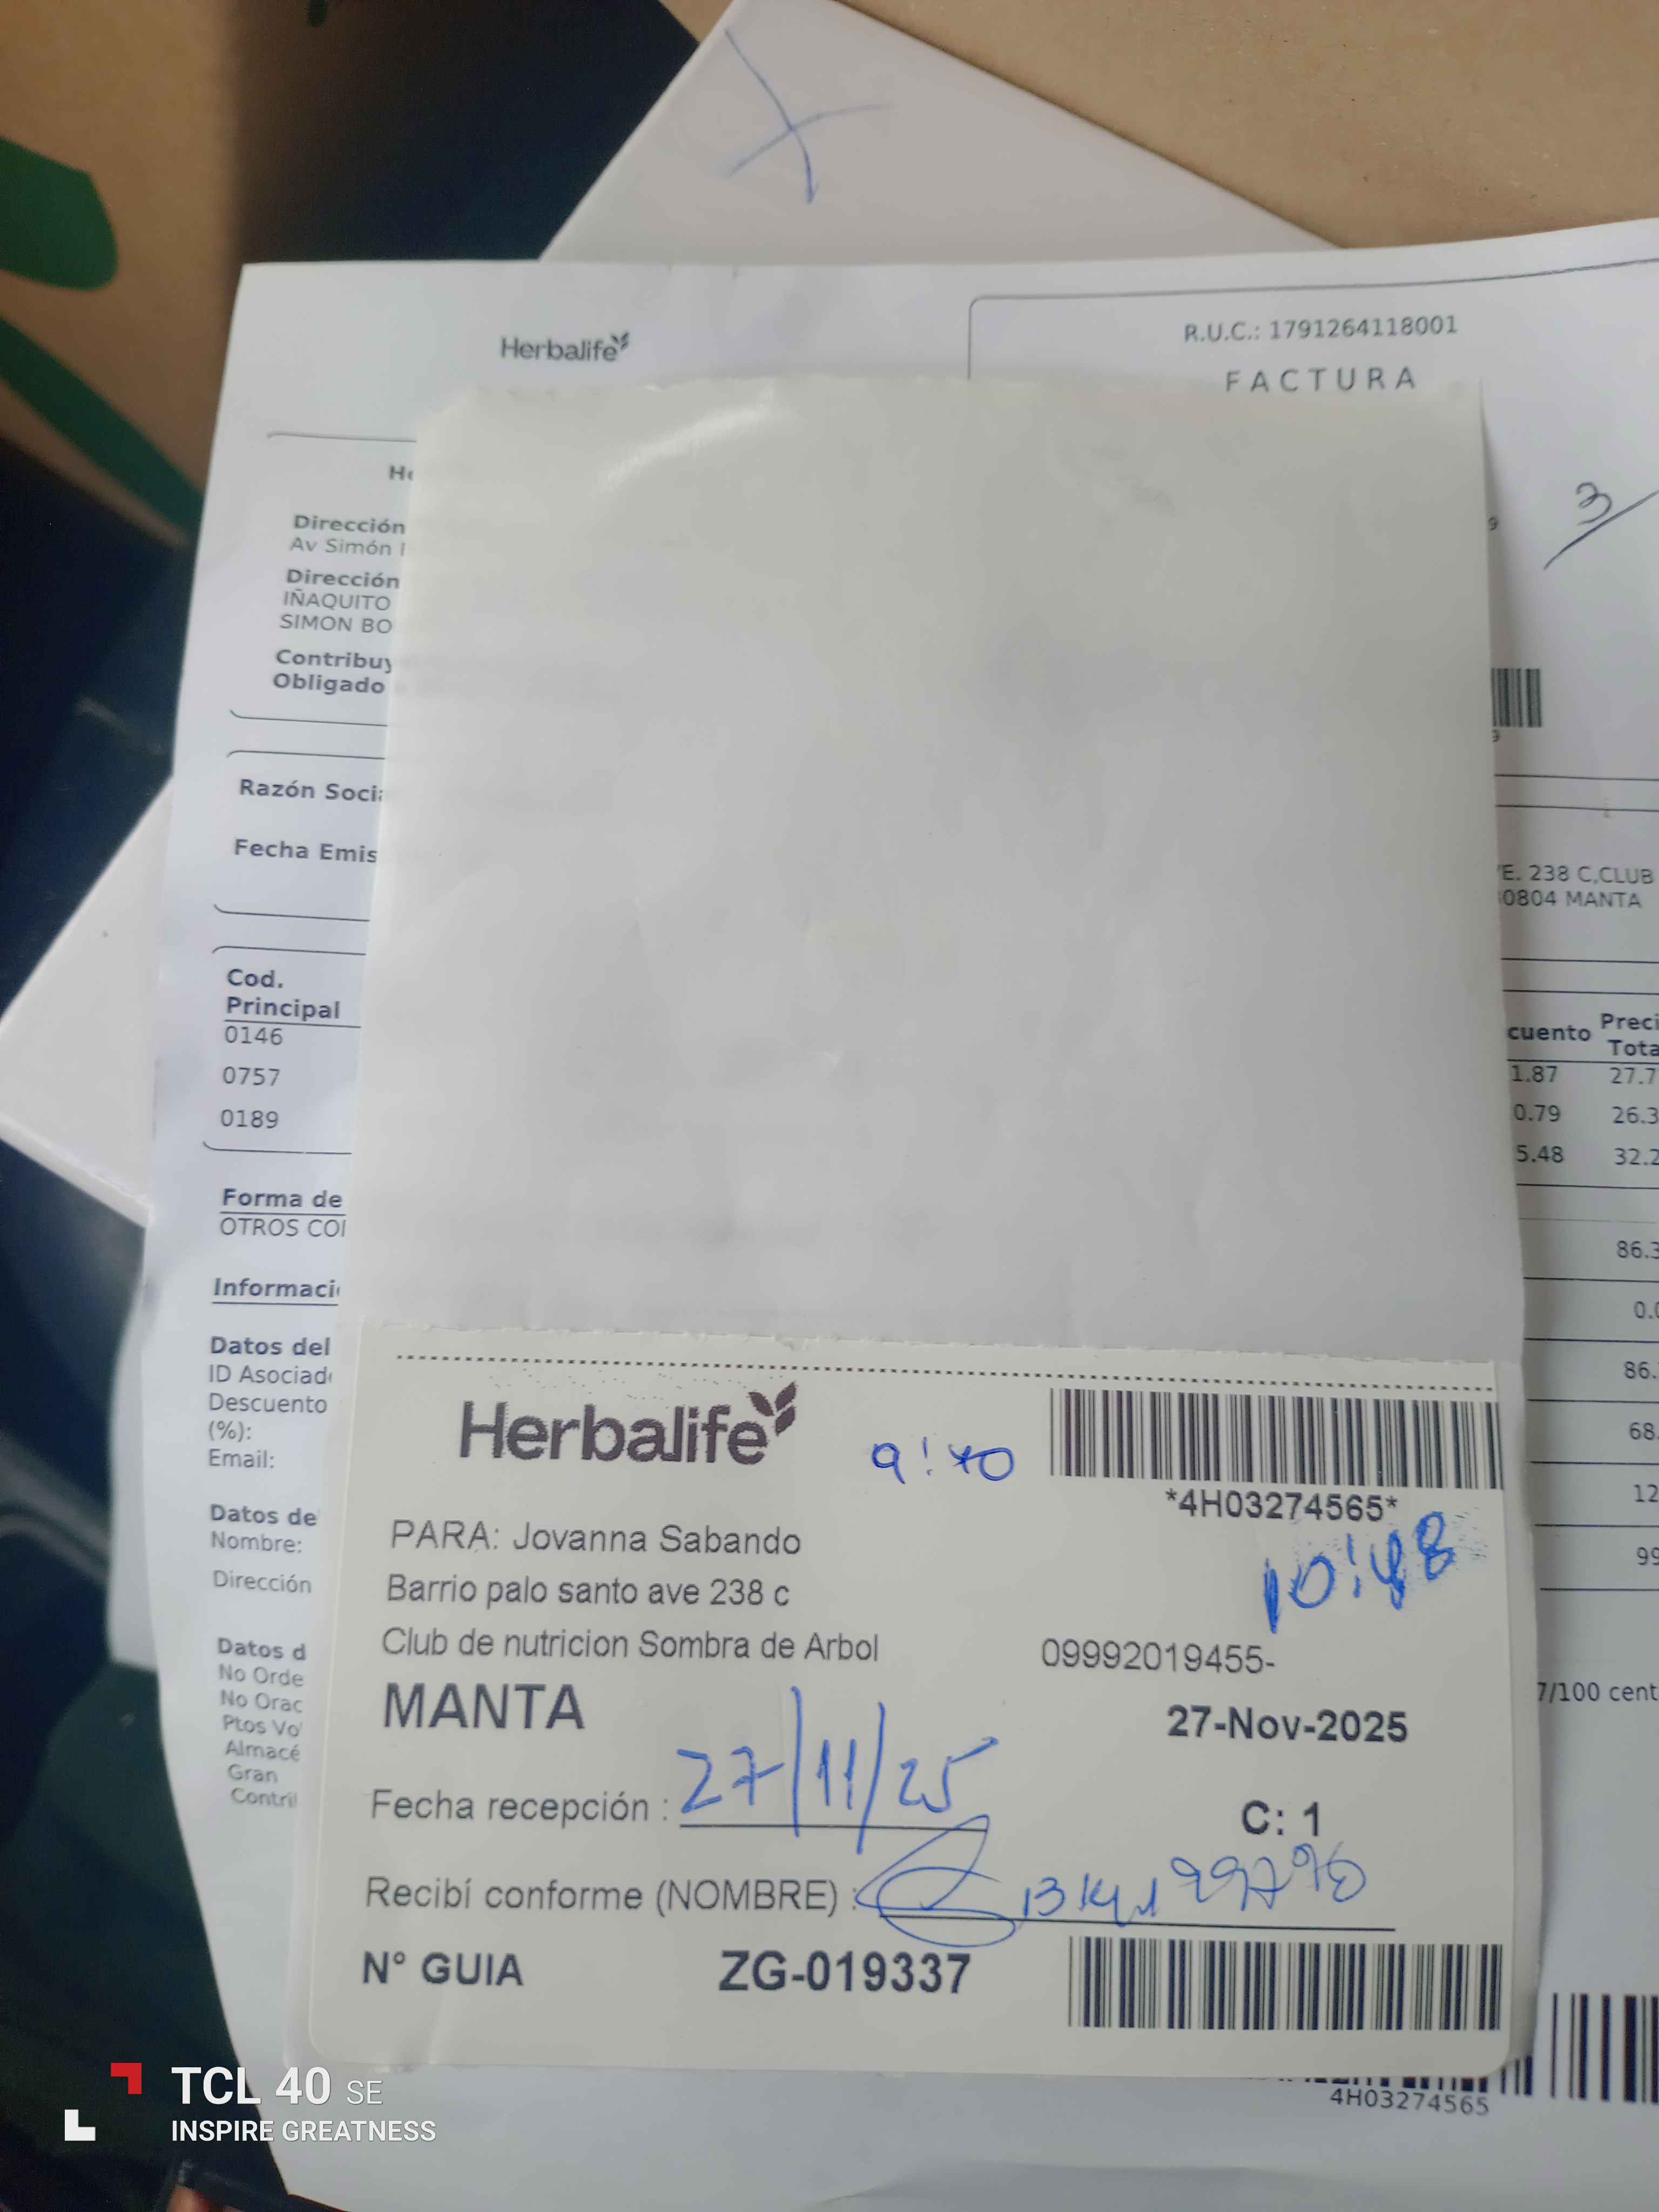 Herbalife
R.U.C.: 1791264118001
FACTURA
3
Dirección
Av Simón
Dirección
IÑAQUITO
SIMON BO
Contribuy
Obligado
Razón Socia
Fecha Emis
E. 238 C,CLUB
0804 MANTA
Cod.
Principal
cuento Preci
Tota
0146 1.87 27.7
0757 0.79 26.3
0189 5.48 32.2
Forma de
OTROS CO
86.3
Informaci
0.0
Datos del
ID Asociad
86.
Descuento
(%):
68.
Email:
12
Datos de
Nombre:
99
Dirección
Datos d
No Orde
No Orac
Ptos Vo
7/100 cent
Almacé
Gran
Contri
Herbalife
9:40
*4H03274565*
10:48
PARA: Jovanna Sabando
Barrio palo santo ave 238 c
Club de nutricion Sombra de Arbol 09992019455-
MANTA 27-Nov-2025
Fecha recepción : 27/11/25
C: 1
Recibí conforme (NOMBRE) :
N° GUIA ZG-019337
4H03274565
TCL 40 SE
INSPIRE GREATNESS